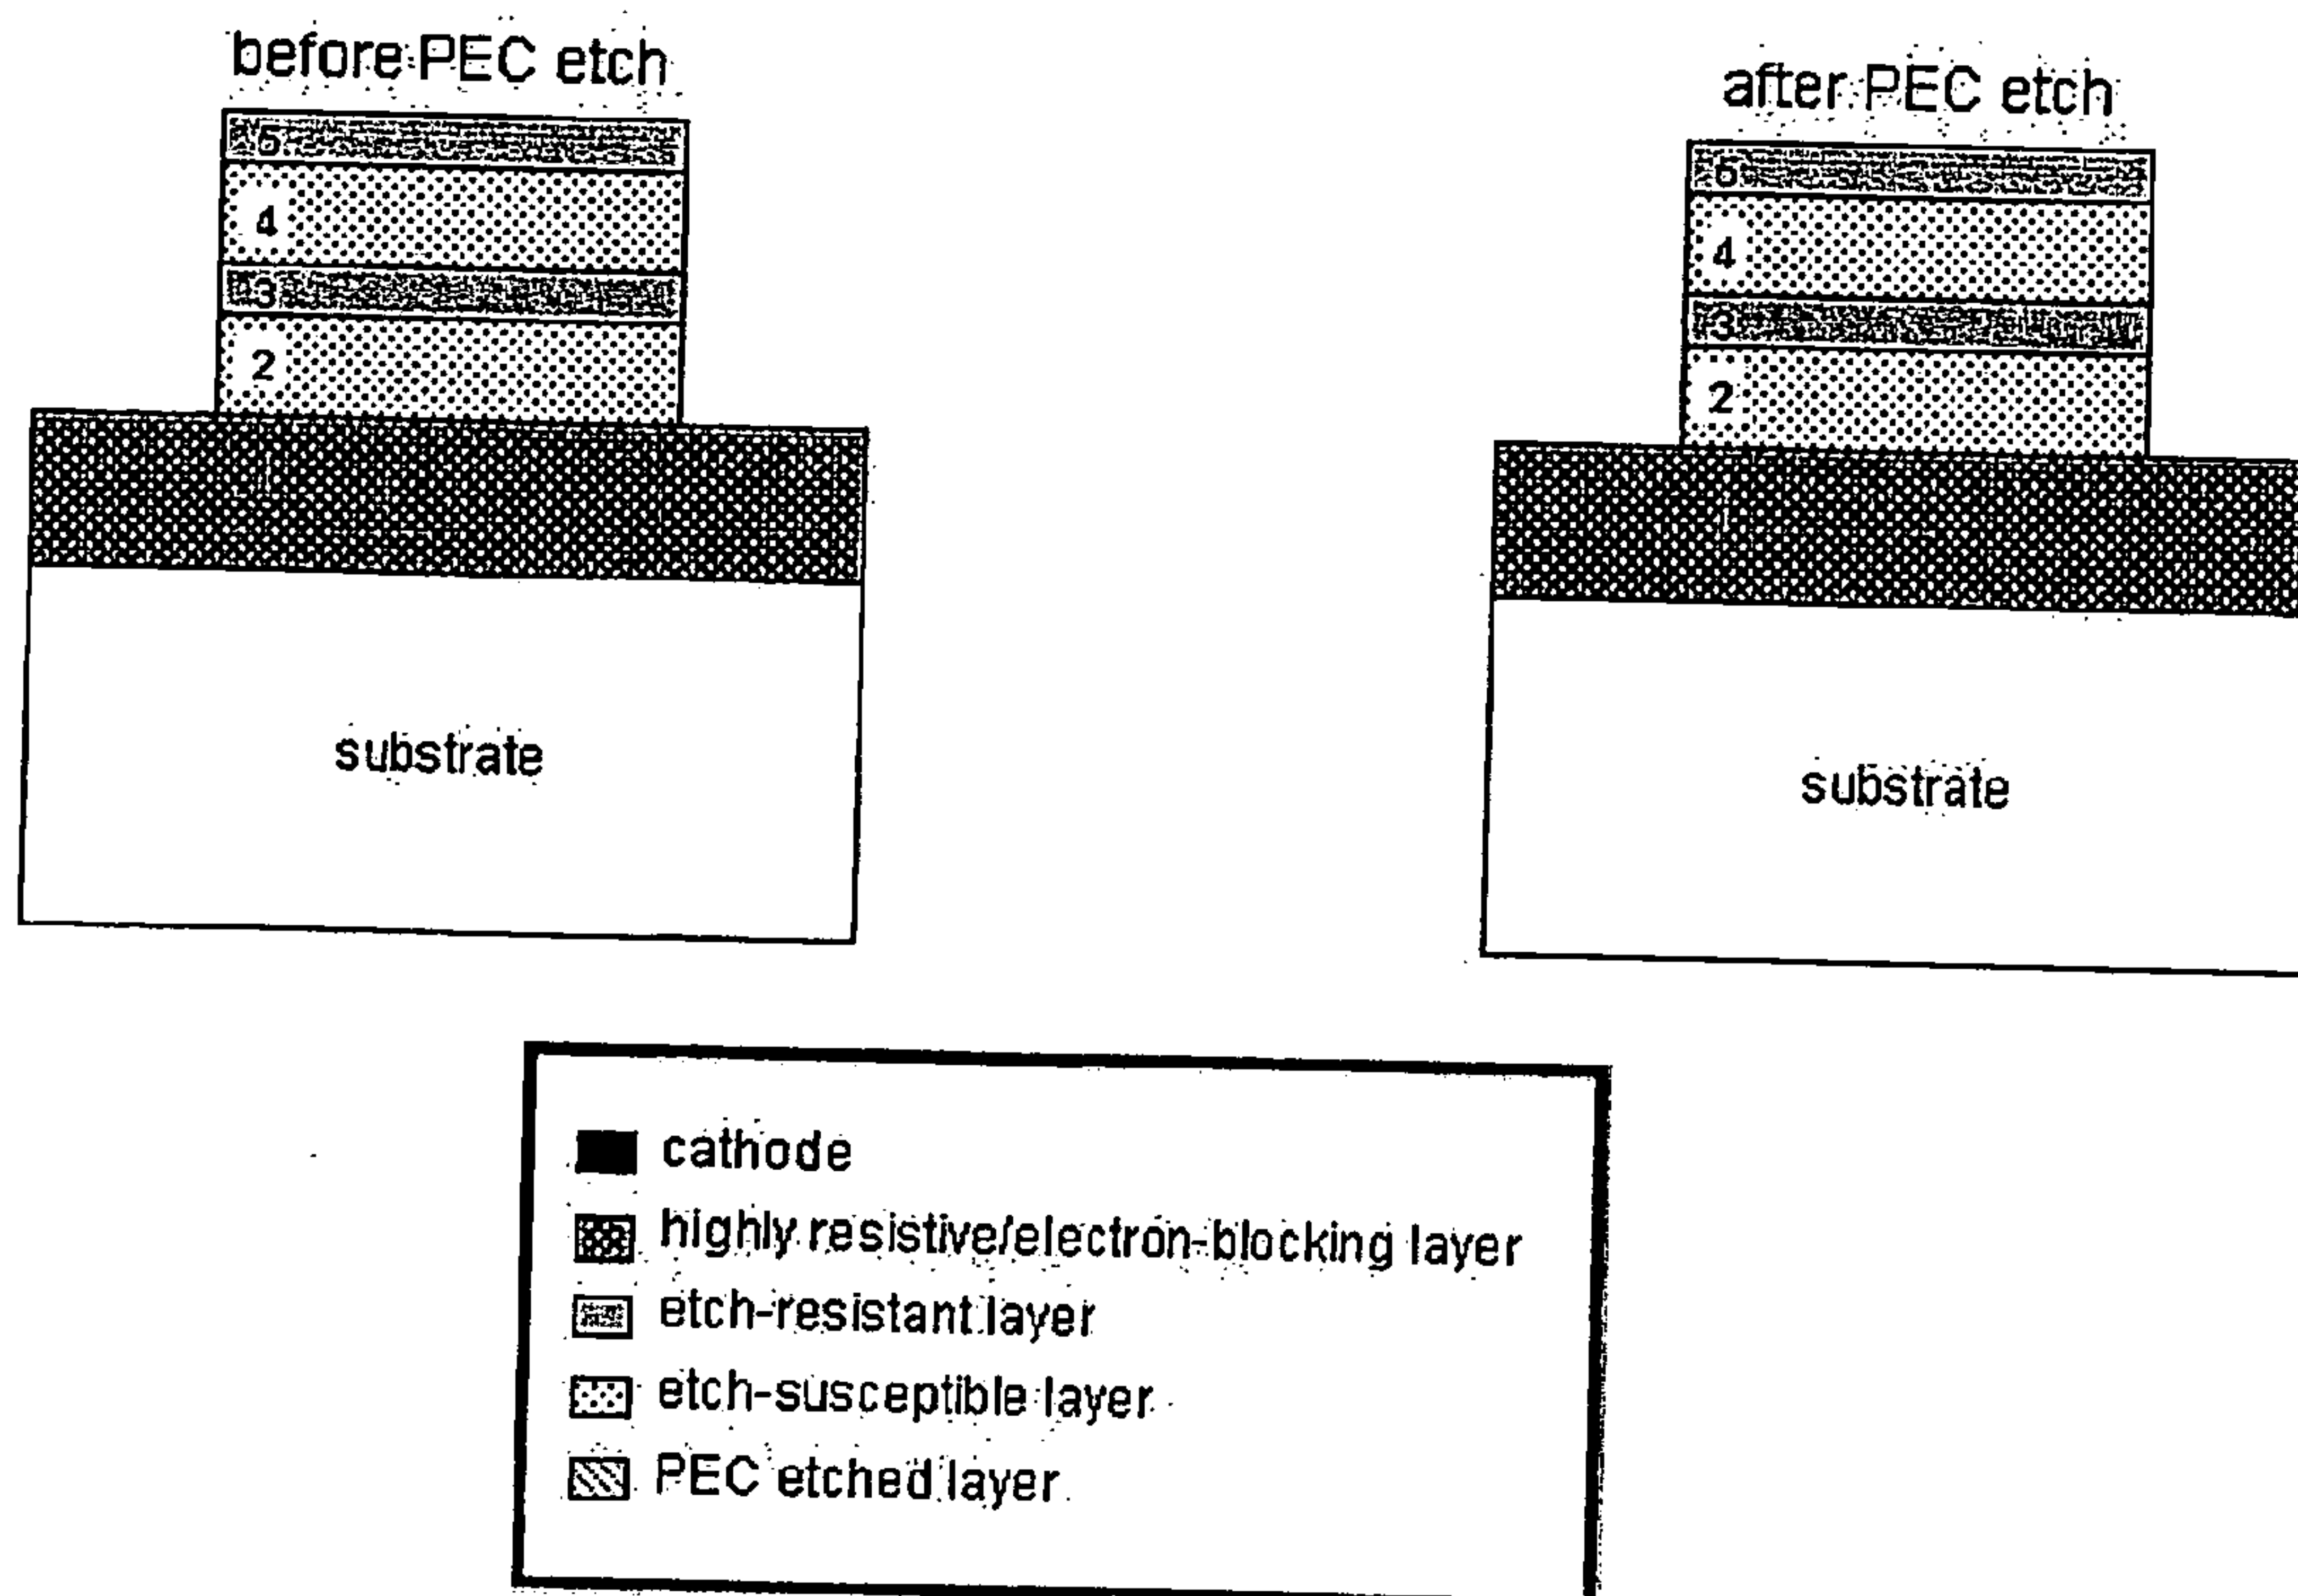 before PEC etch
5
4
3
2
substrate
after PEC etch
5
4
3
2
substrate
cathode
highly resistive/electron-blocking layer
etch-resistant layer
etch-susceptible layer
PEC etched layer